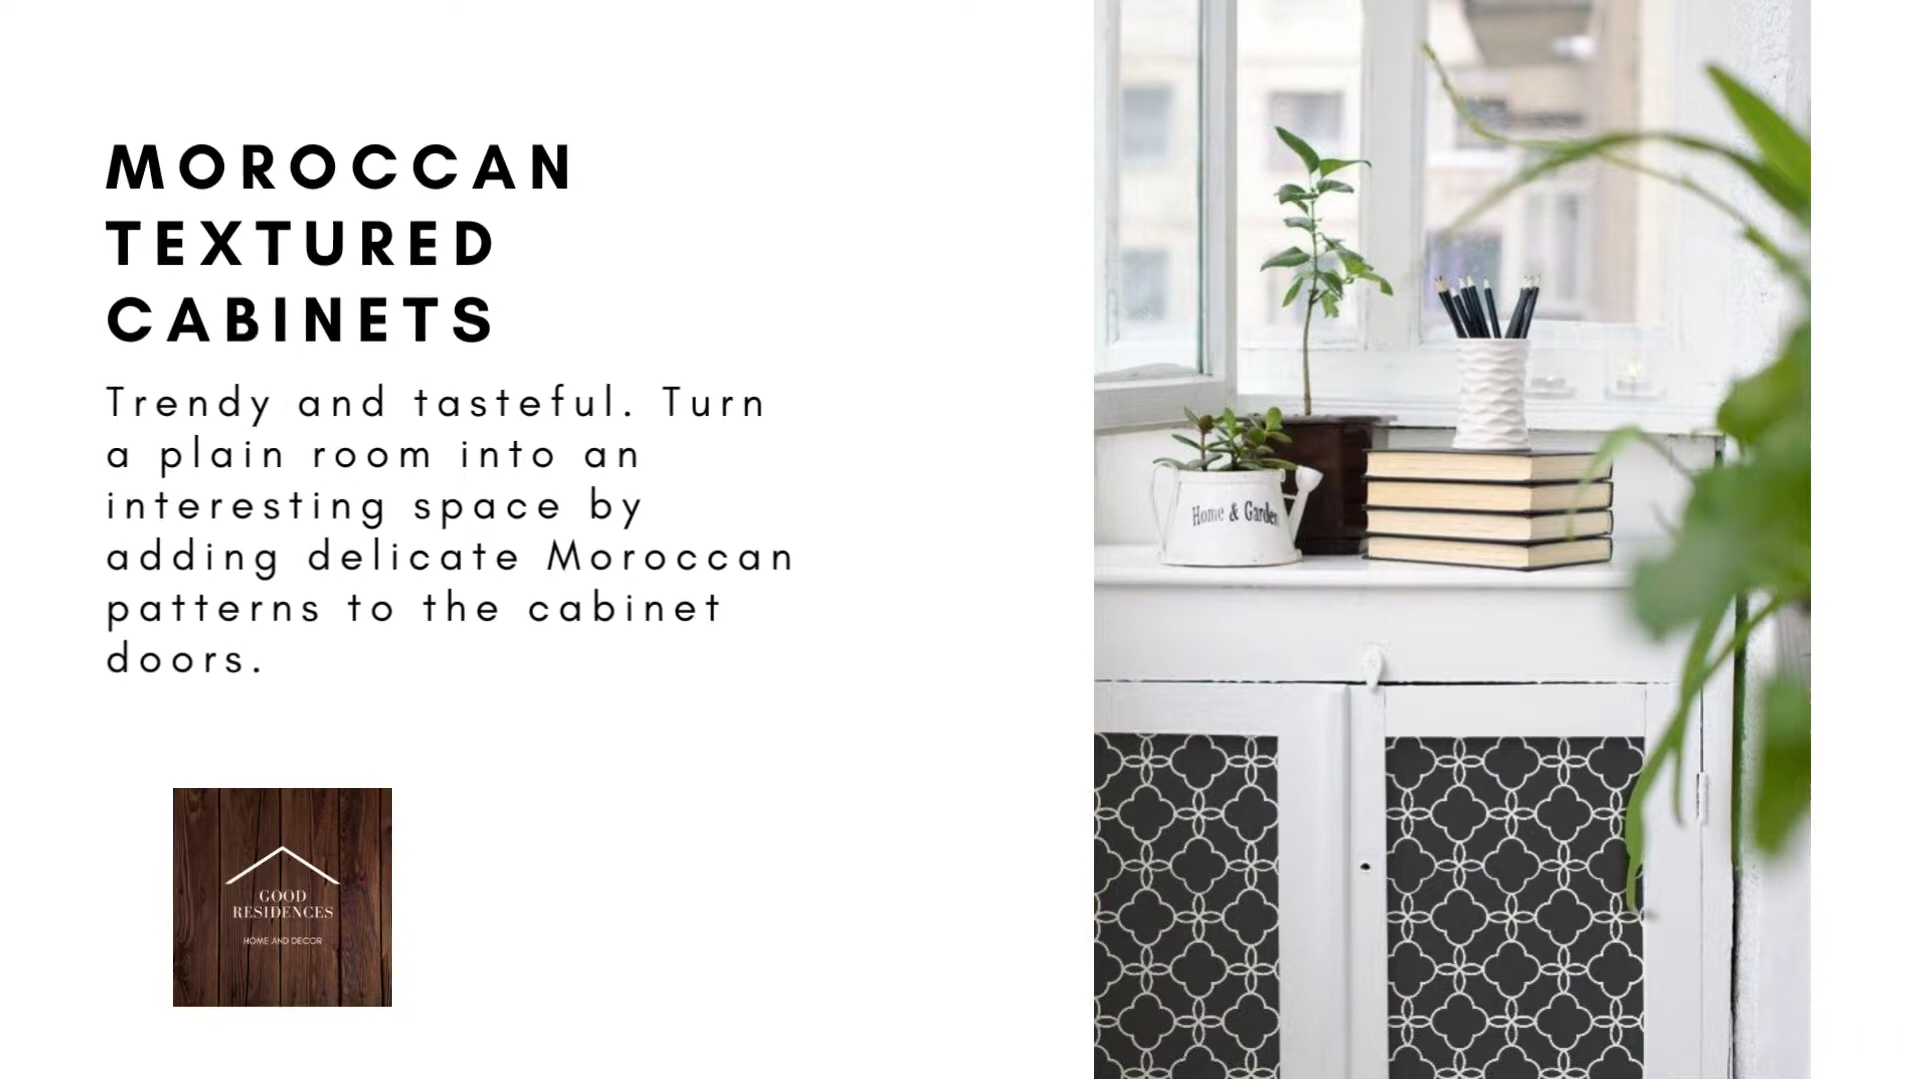 MOROCCAN
TEXTURED
CABINETS
Trendy and tasteful. Turn
a plain room into an
interesting space by
adding delicate Moroccan
patterns to the cabinet
doors.
GOOD
RESIDENCES
HOME AND DECOR
Home & Garden